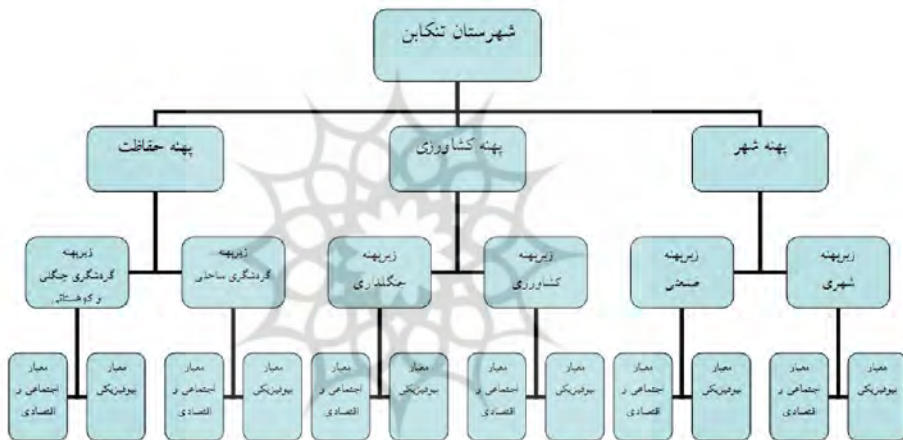 شهرستان تنکابن
پهنه شهر
پهنه کشاورزی
پهنه حفاظت
زیرپهنه
شهری
زیرپهنه
صنعتی
زیرپهنه
کشاورزی
زیرپهنه
جنگلداری
زیرپهنه
گردشگری ساحلی
زیرپهنه
گردشگری جنگلی
و کوهستانی
معیار
بیوفیزیکی
معیار
اجتماعی و
اقتصادی
معیار
بیوفیزیکی
معیار
اجتماعی و
اقتصادی
معیار
بیوفیزیکی
معیار
اجتماعی و
اقتصادی
معیار
بیوفیزیکی
معیار
اجتماعی و
اقتصادی
معیار
بیوفیزیکی
معیار
اجتماعی و
اقتصادی
معیار
بیوفیزیکی
معیار
اجتماعی و
اقتصادی